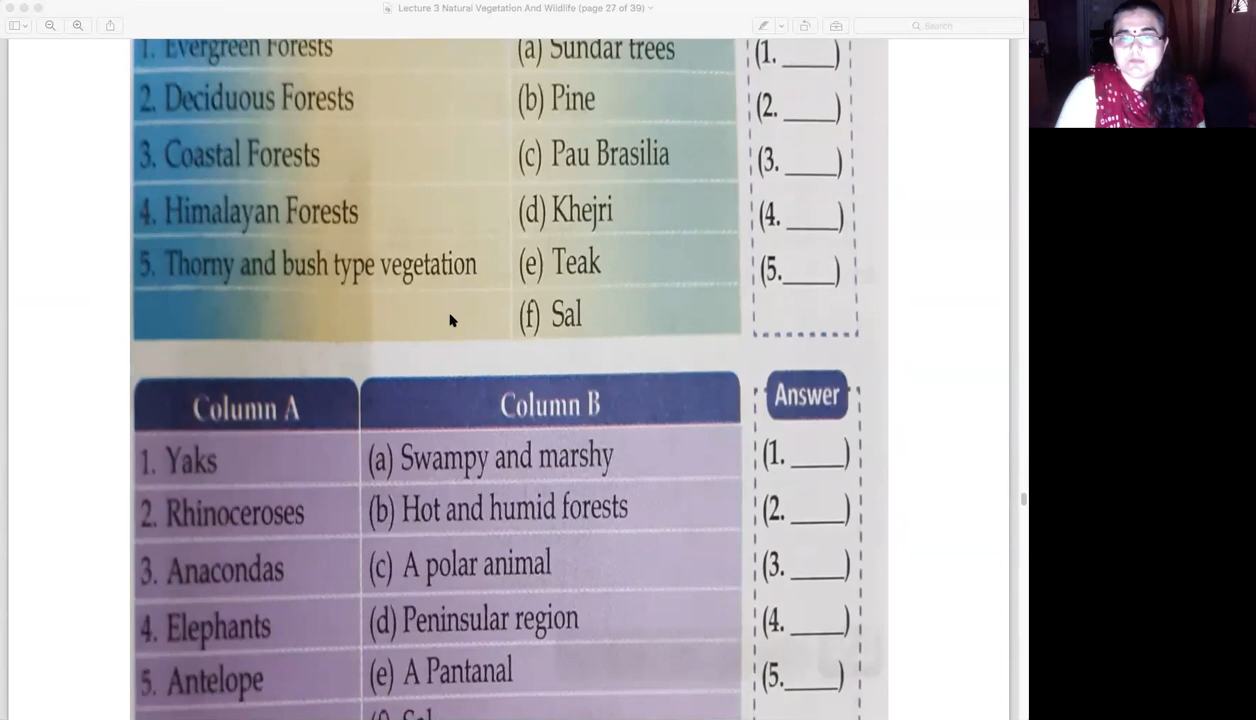 Lecture 3 Natural Vegetation And Wildlife (page 27 of 39)
Search
1. Evergreen Forests (a) Sundar trees (1. ____)
2. Deciduous Forests (b) Pine (2. ____)
3. Coastal Forests (c) Pau Brasilia (3. ____)
4. Himalayan Forests (d) Khejri (4. ____)
5. Thorny and bush type vegetation (e) Teak (5.____)
(f) Sal
Column A Column B Answer
1. Yaks (a) Swampy and marshy (1. ____)
2. Rhinoceroses (b) Hot and humid forests (2. ____)
3. Anacondas (c) A polar animal (3. ____)
4. Elephants (d) Peninsular region (4. ____)
5. Antelope (e) A Pantanal (5.____)